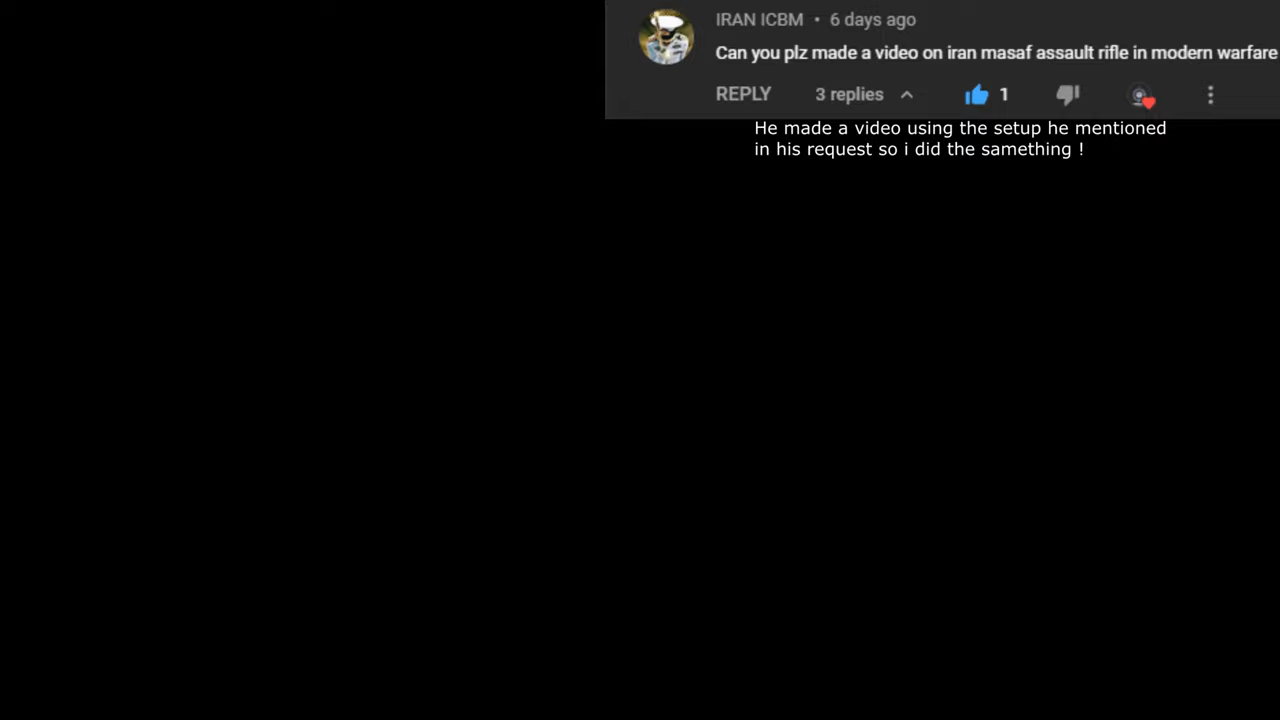 IRAN ICBM • 6 days ago
Can you plz made a video on iran masaf assault rifle in modern warfare
REPLY 3 replies 1
He made a video using the setup he mentioned
in his request so i did the samething !